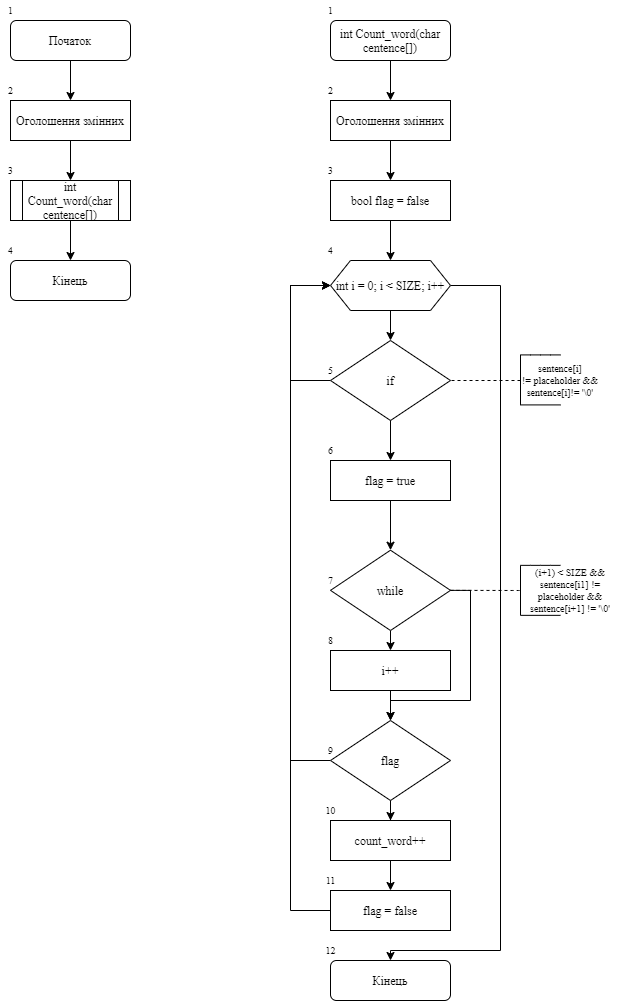 1
Початок
2
Оголошення змінних
3
int
Count_word(char
centence[])
4
Кінець
1
int Count_word(char
centence[])
2
Оголошення змінних
3
bool flag = false
4
int i = 0; i < SIZE; i++
5
if
sentence[i]
!= placeholder &&
sentence[i]!= '\0'
6
flag = true
7
while
(i+1) < SIZE &&
sentence[i1] !=
placeholder &&
sentence[i+1] != '\0'
8
i++
9
flag
10
count_word++
11
flag = false
12
Кінець